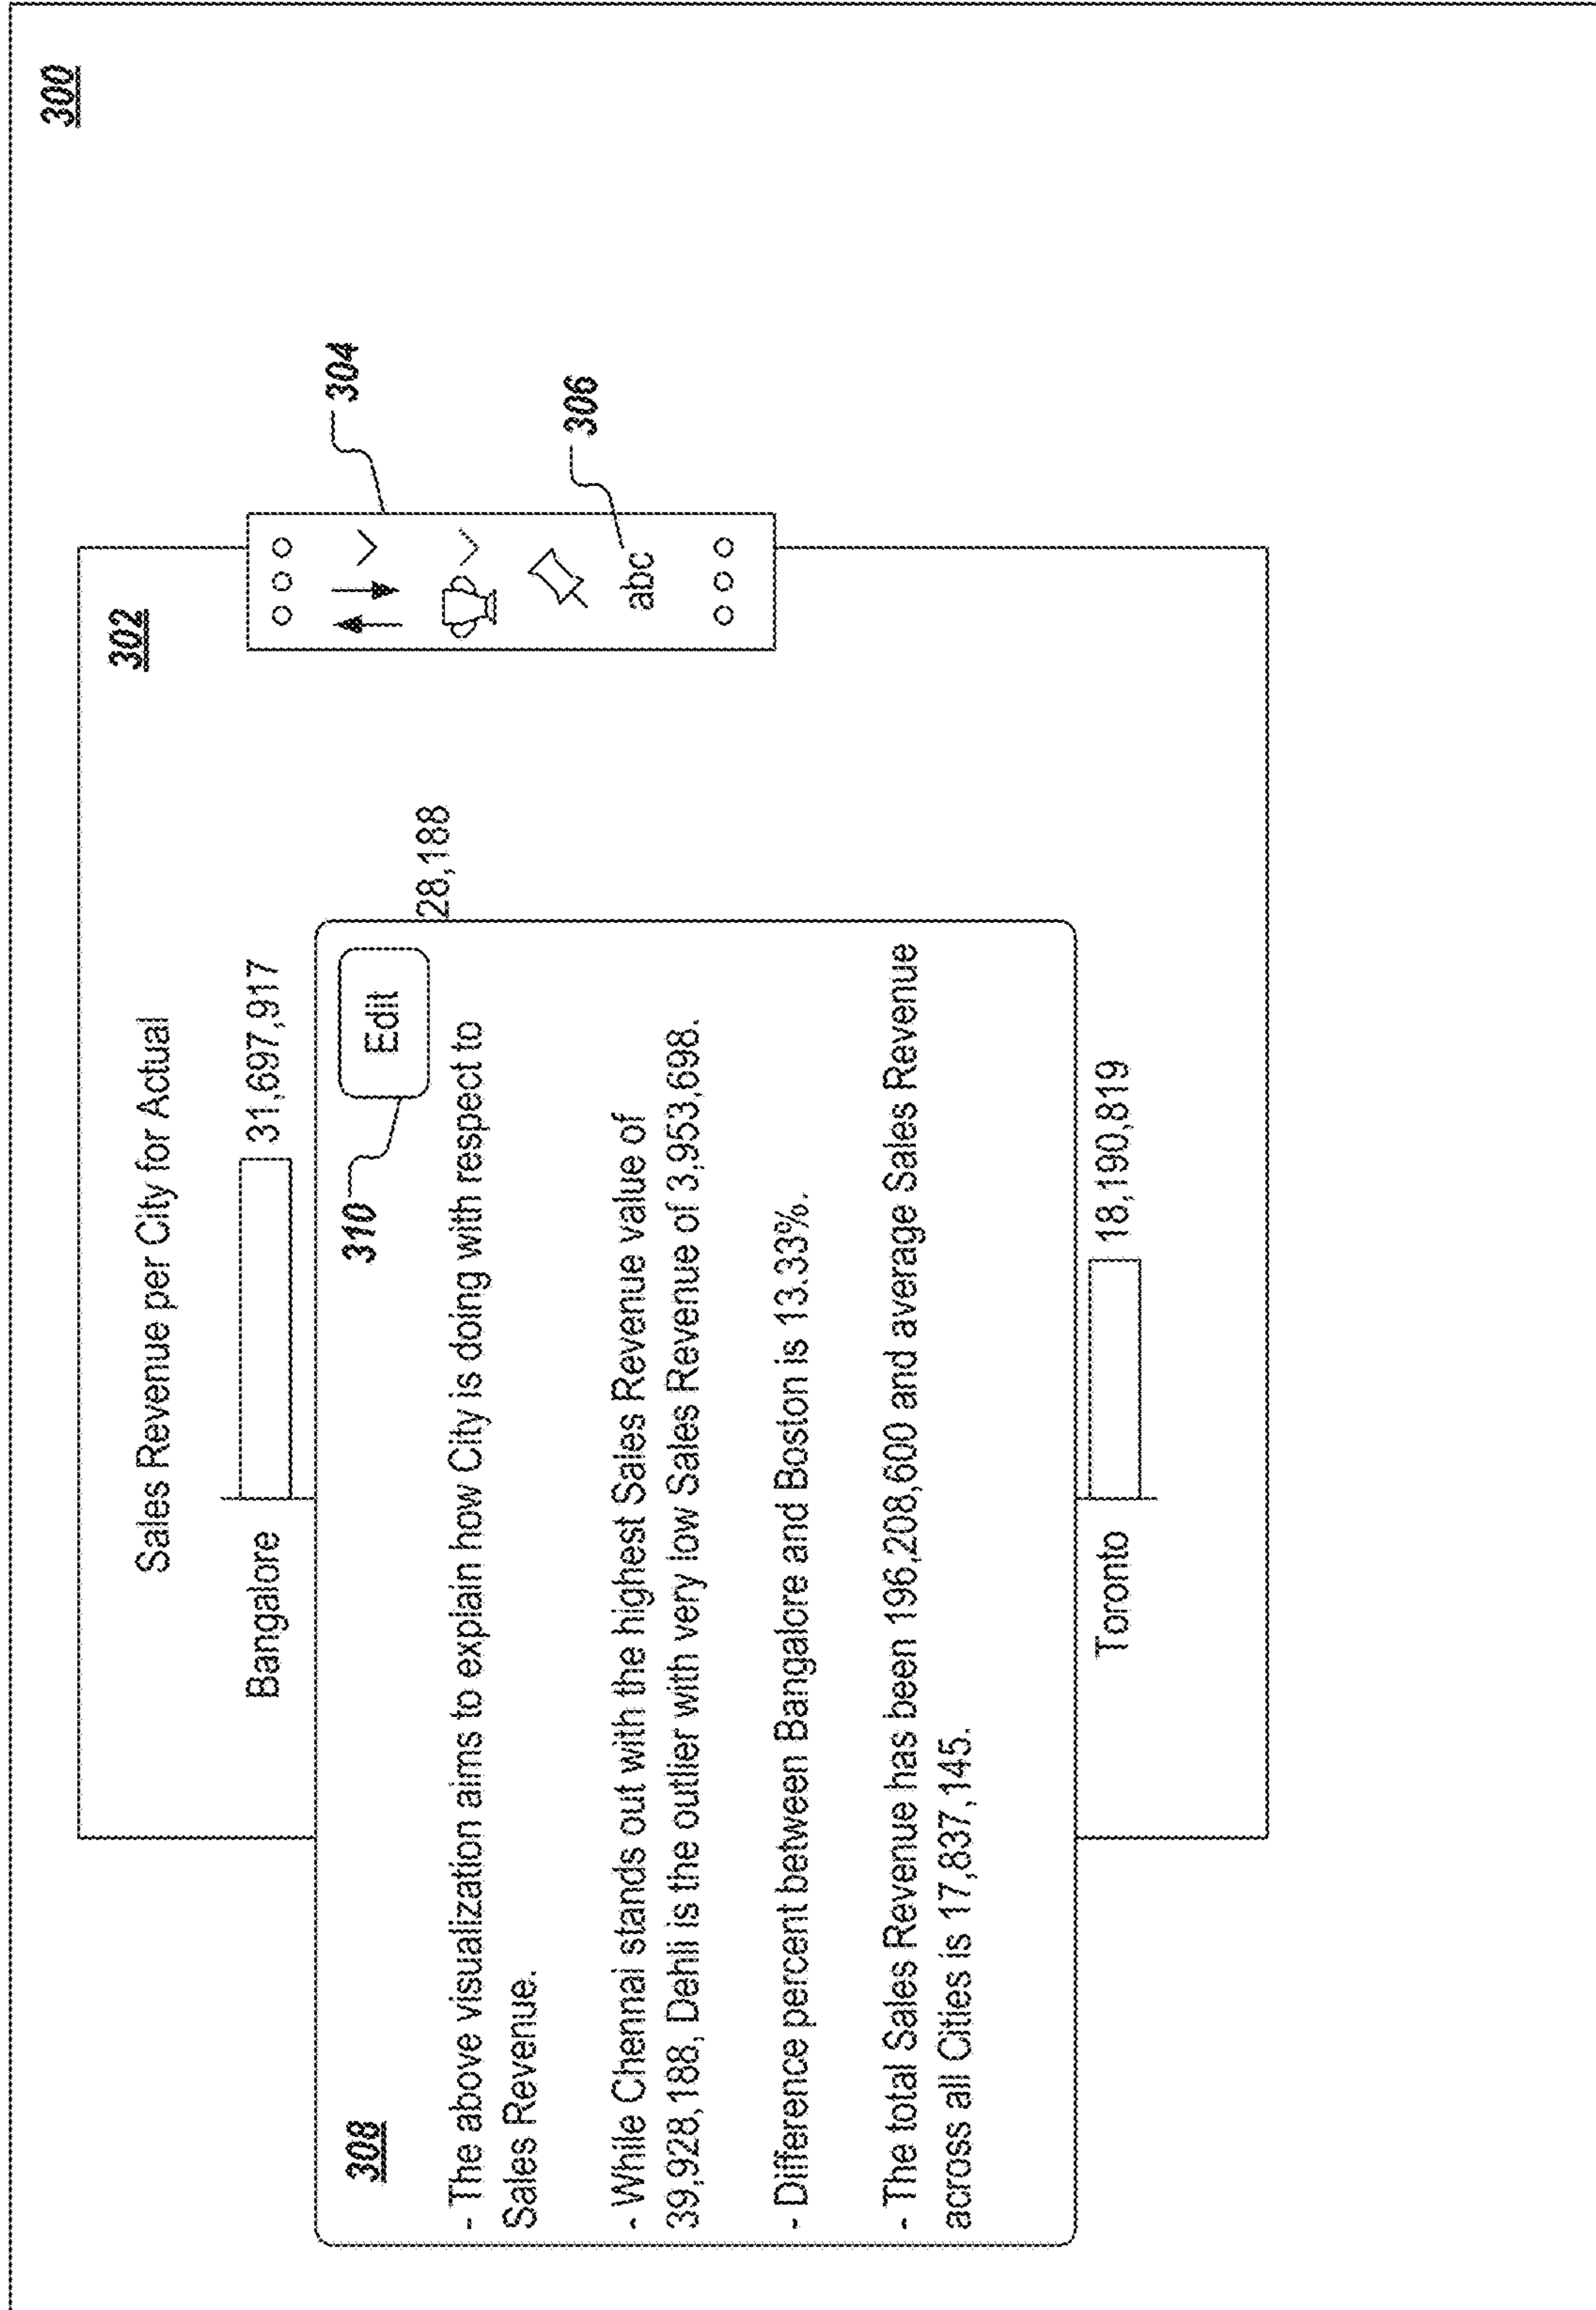 300
302
Sales Revenue per City for Actual
304
Bangalore
31,697,917
306
abc
308
310
Edit
28,188
- The above visualization aims to explain how City is doing with respect to
Sales Revenue.
- While Chennai stands out with the highest Sales Revenue value of
39,928,188, Dehli is the outlier with very low Sales Revenue of 3,953,698.
- Difference percent between Bangalore and Boston is 13.33%.
- The total Sales Revenue has been 196,208,600 and average Sales Revenue
across all Cities is 17,837,145.
Toronto
18,190,819